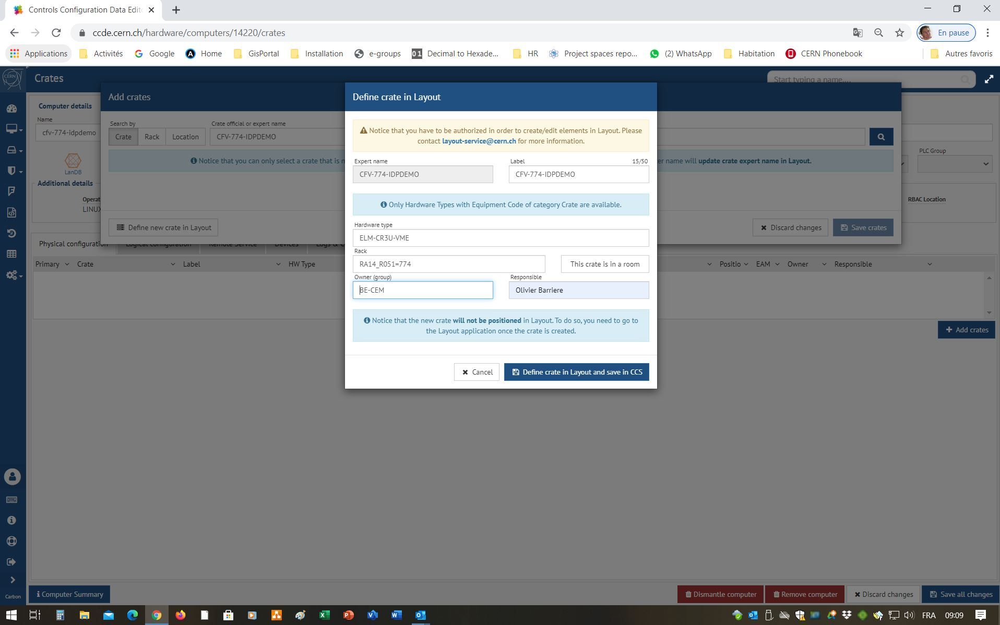 Controls Configuration Data Edit
ccde.cern.ch/hardware/computers/14220/crates
En pause
Applications
Activités
Google
Home
GisPortal
Installation
e-groups
Decimal to Hexade...
HR
Project spaces repo...
(2) WhatsApp
Habitation
CERN Phonebook
Autres favoris
CERN
Crates
Start typing a name....
Add crates
Define crate in Layout
Computer details
Name
cfv-774-idpdemo
LanDB
Additional details
Operat
LINUX
Search by
Crate
Rack
Location
Crate official or expert name
CFV-774-IDPDEMO
Notice that you can only select a crate that is n
er name will update crate expert name in Layout.
PLC Group
RBAC Location
Define new crate in Layout
Discard changes
Save crates
Notice that you have to be authorized in order to create/edit elements in Layout. Please
contact layout-service@cern.ch for more information.
Expert name
CFV-774-IDPDEMO
Label
15/50
CFV-774-IDPDEMO
Only Hardware Types with Equipment Code of category Crate are available.
Hardware type
ELM-CR3U-VME
Rack
RA14_R051=774
This crate is in a room
Owner (group)
BE-CEM
Responsible
Olivier Barriere
Notice that the new crate will not be positioned in Layout. To do so, you need to go to
the Layout application once the crate is created.
Cancel
Define crate in Layout and save in CCS
Physical configuration
Logical configuration
Remote Service
Devices
Logs & C
Primary
Crate
Label
HW Type
Positio
EAM
Owner
Responsible
Add crates
Carbon
Computer Summary
Dismantle computer
Remove computer
Discard changes
Save all changes
FRA
09:09